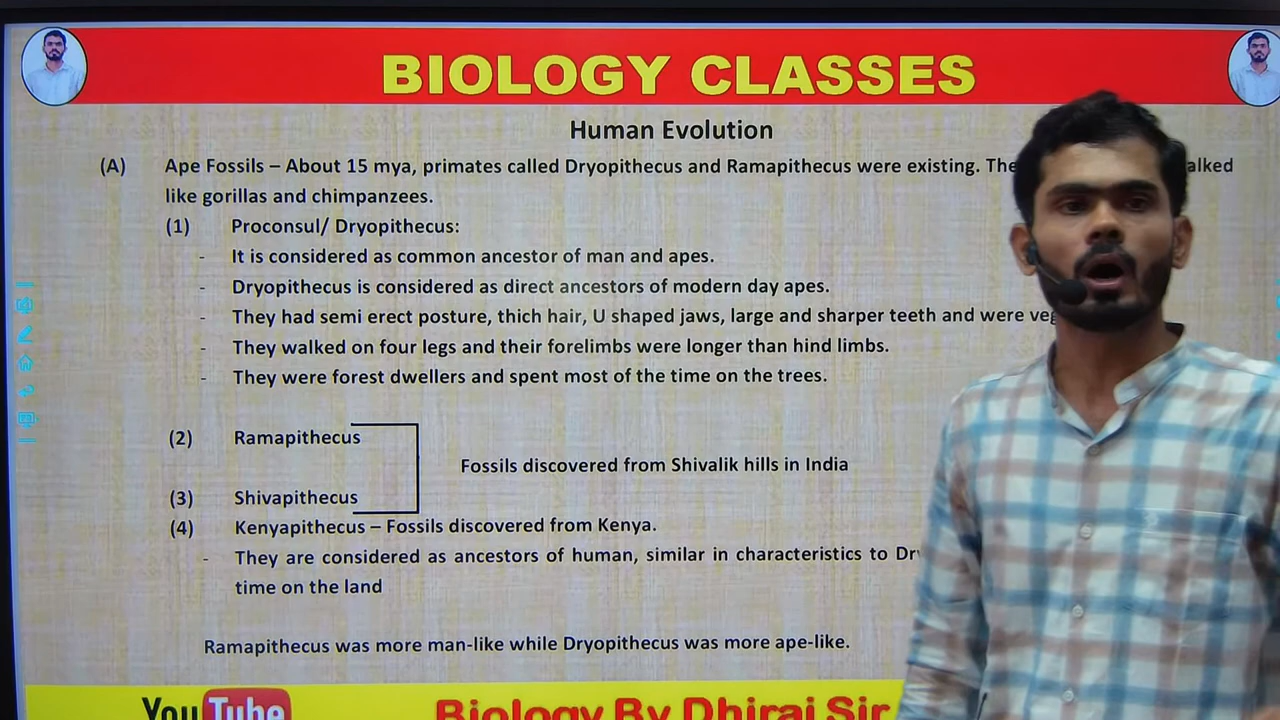 BIOLOGY CLASSES
Human Evolution
(A) Ape Fossils – About 15 mya, primates called Dryopithecus and Ramapithecus were existing.
like gorillas and chimpanzees.
(1) Proconsul/ Dryopithecus:
- It is considered as common ancestor of man and apes.
- Dryopithecus is considered as direct ancestors of modern day apes.
- They had semi erect posture, thich hair, U shaped jaws, large and sharper teeth and were
- They walked on four legs and their forelimbs were longer than hind limbs.
- They were forest dwellers and spent most of the time on the trees.
(2) Ramapithecus
Fossils discovered from Shivalik hills in India
(3) Shivapithecus
(4) Kenyapithecus – Fossils discovered from Kenya.
- They are considered as ancestors of human, similar in characteristics to
time on the land
Ramapithecus was more man-like while Dryopithecus was more ape-like.
YouTube Biology By Dhiraj Sir